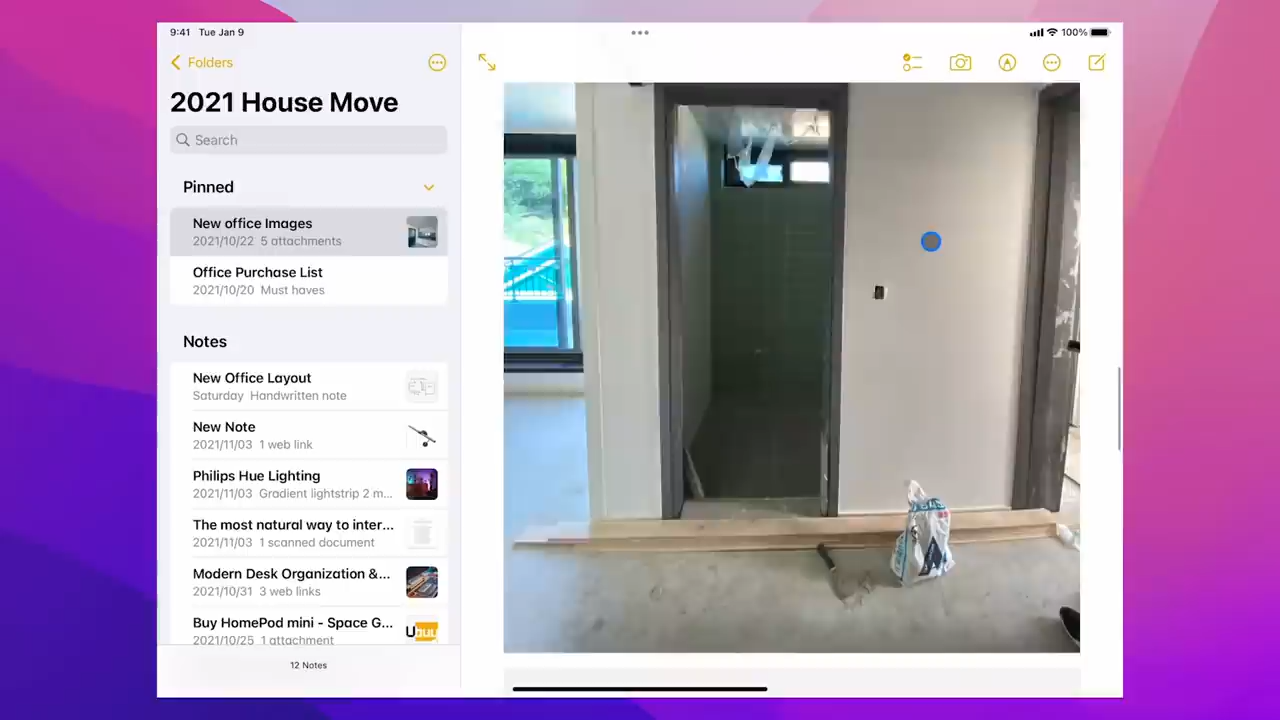 9:41 Tue Jan 9
100%
Folders
2021 House Move
Search
Pinned
New office Images
2021/10/22 5 attachments
Office Purchase List
2021/10/20 Must haves
Notes
New Office Layout
Saturday Handwritten note
New Note
2021/11/03 1 web link
Philips Hue Lighting
2021/11/03 Gradient lightstrip 2 m...
The most natural way to inter...
2021/11/03 1 scanned document
Modern Desk Organization &...
2021/10/31 3 web links
Buy HomePod mini - Space G...
2021/10/25 1 attachment
12 Notes